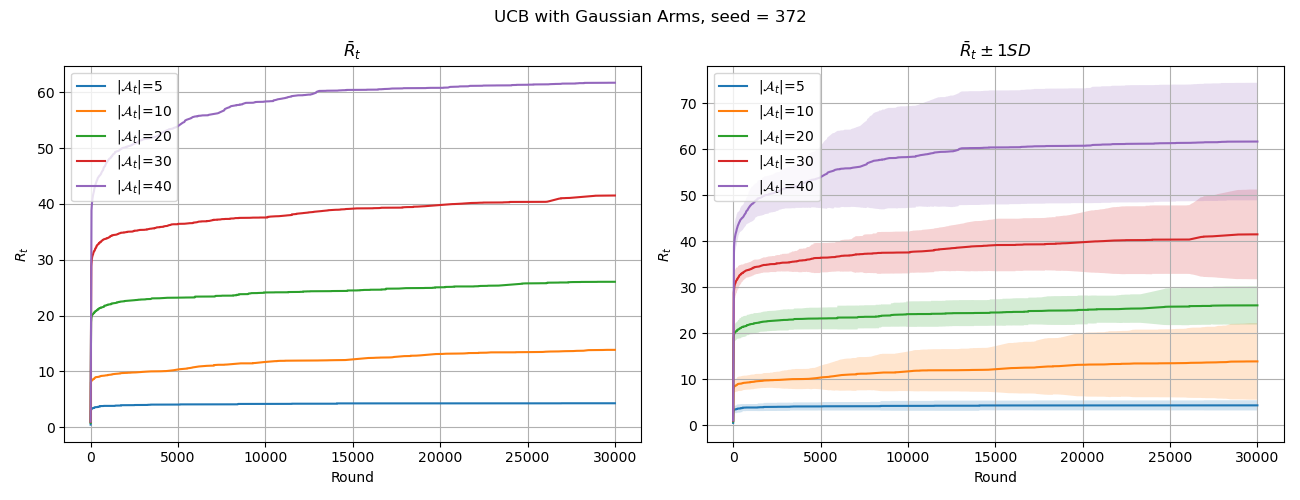 UCB with Gaussian Arms, seed = 372
R̄ₜ
|𝒜ₜ|=5
|𝒜ₜ|=10
|𝒜ₜ|=20
|𝒜ₜ|=30
|𝒜ₜ|=40
60
50
40
30
20
10
0
Rₜ
0 5000 10000 15000 20000 25000 30000
Round
R̄ₜ ± 1SD
|𝒜ₜ|=5
|𝒜ₜ|=10
|𝒜ₜ|=20
|𝒜ₜ|=30
|𝒜ₜ|=40
70
60
50
40
30
20
10
0
Rₜ
0 5000 10000 15000 20000 25000 30000
Round